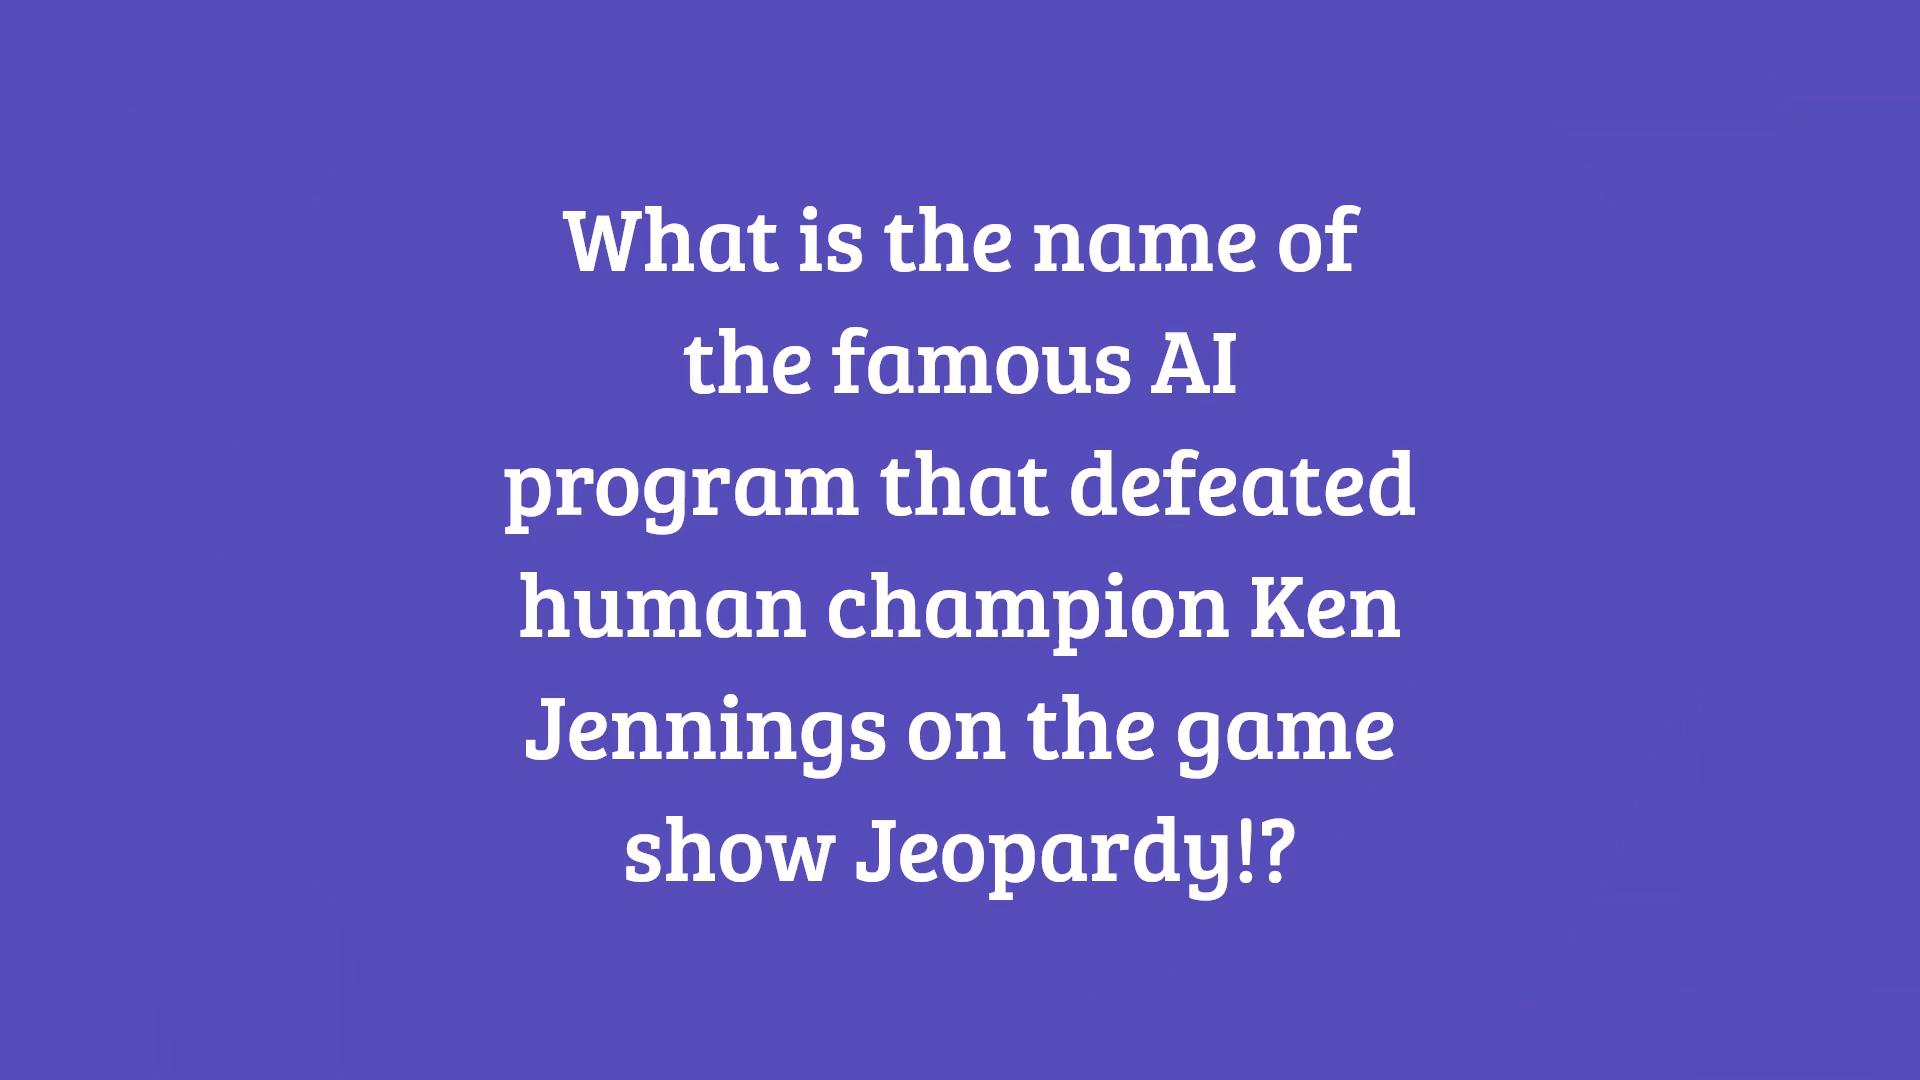 What is the name of
the famous AI
program that defeated
human champion Ken
Jennings on the game
show Jeopardy!?